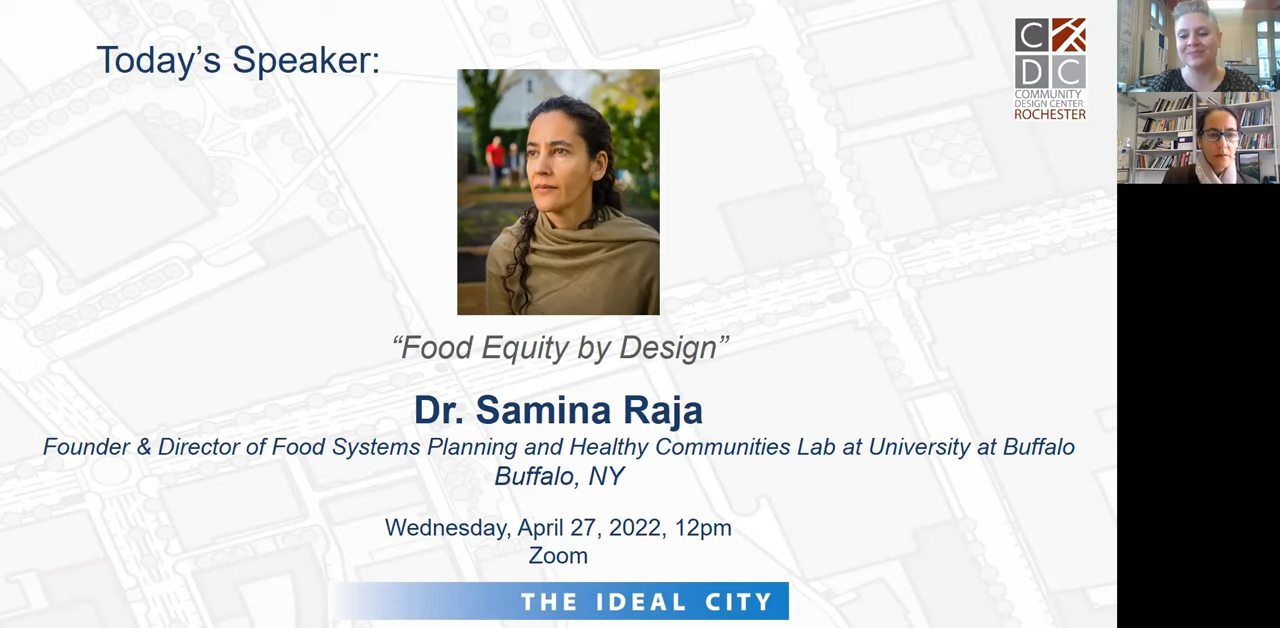 Today's Speaker:
C
DC
COMMUNITY
DESIGN CENTER
ROCHESTER
“Food Equity by Design”
Dr. Samina Raja
Founder & Director of Food Systems Planning and Healthy Communities Lab at University at Buffalo
Buffalo, NY
Wednesday, April 27, 2022, 12pm
Zoom
THE IDEAL CITY